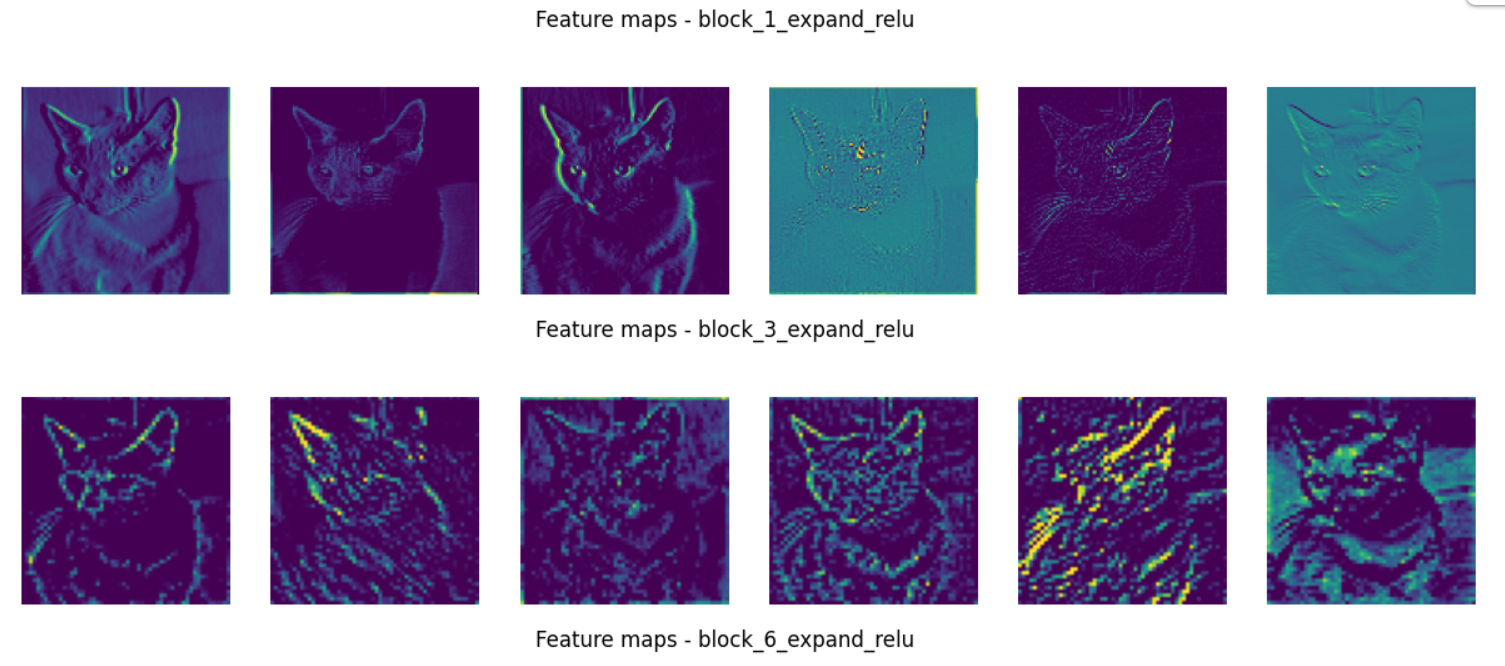 Feature maps - block_1_expand_relu
Feature maps - block_3_expand_relu
Feature maps - block_6_expand_relu